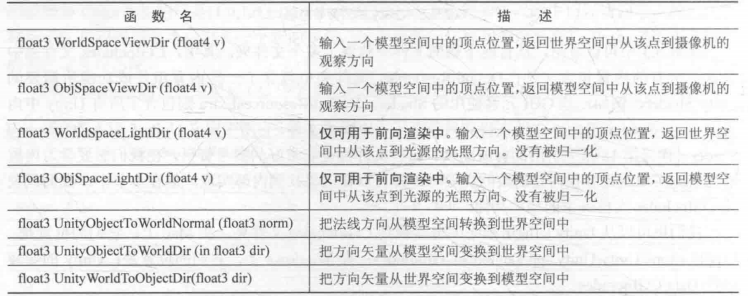 函 数 名 描 述
float3 WorldSpaceViewDir (float4 v) 输入一个模型空间中的顶点位置,返回世界空间中从该点到摄像机的
观察方向
float3 ObjSpaceViewDir (float4 v) 输入一个模型空间中的顶点位置,返回模型空间中从该点到摄像机的
观察方向
float3 WorldSpaceLightDir (float4 v) 仅可用于前向渲染中。输入一个模型空间中的顶点位置,返回世界空
间中从该点到光源的光照方向。没有被归一化
float3 ObjSpaceLightDir (float4 v) 仅可用于前向渲染中。输入一个模型空间中的顶点位置,返回模型空
间中从该点到光源的光照方向。没有被归一化
float3 UnityObjectToWorldNormal (float3 norm) 把法线方向从模型空间转换到世界空间中
float3 UnityObjectToWorldDir (in float3 dir) 把方向矢量从模型空间变换到世界空间中
float3 UnityWorldToObjectDir(float3 dir) 把方向矢量从世界空间变换到模型空间中